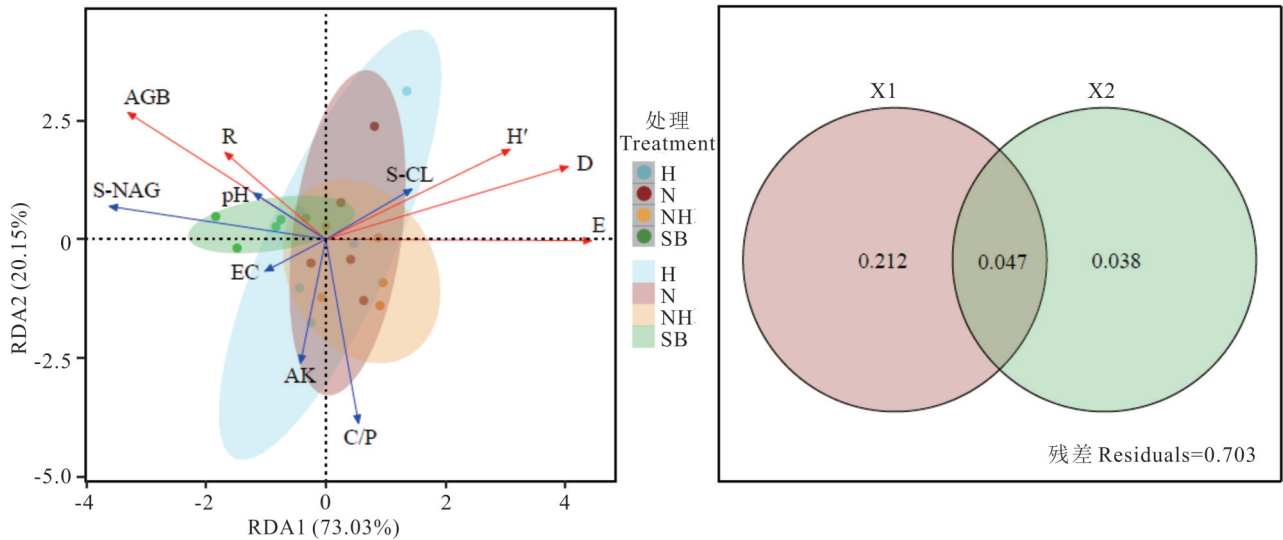 AGB
R
S-NAG
pH
EC
AK
C/P
S-CL
H′
D
E
2.5
0
-2.5
-5.0
-4
-2
0
2
4
RDA2 (20.15%)
RDA1 (73.03%)
处理
Treatment
H
N
NH
SB
H
N
NH
SB
X1
X2
0.212
0.047
0.038
残差 Residuals=0.703